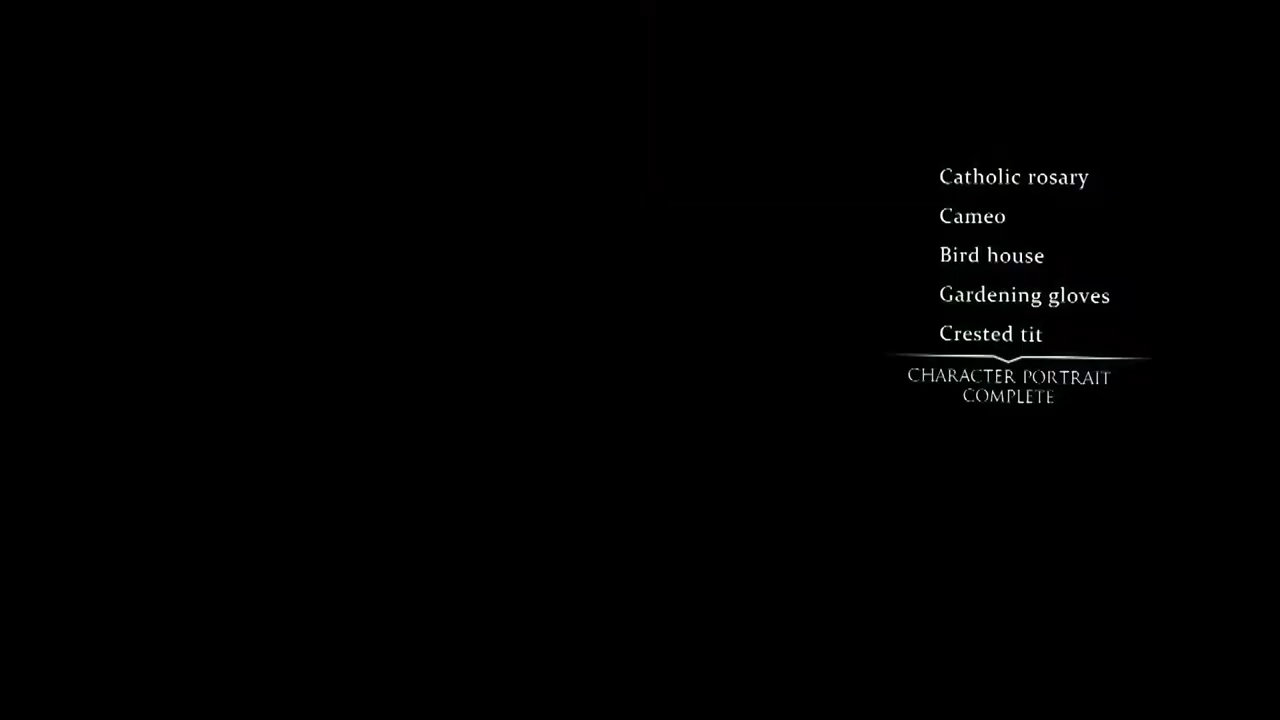 Catholic rosary
Cameo
Bird house
Gardening gloves
Crested tit
CHARACTER PORTRAIT
COMPLETE